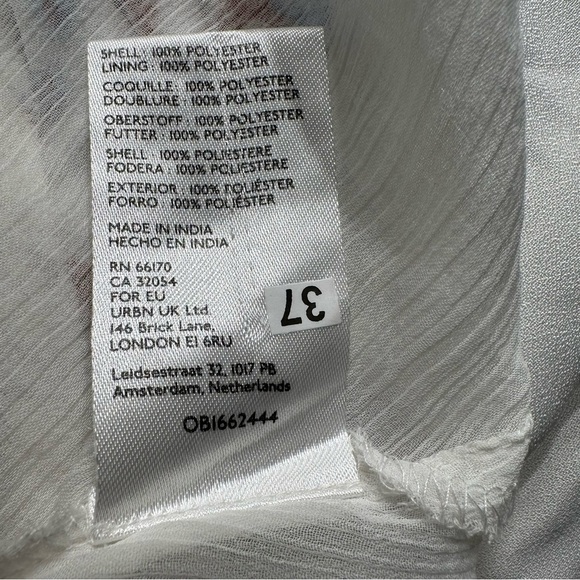 SHELL: 100% POLYESTER
LINING: 100% POLYESTER
COQUILLE: 100% POLYESTER
DOUBLURE: 100% POLYESTER
OBERSTOFF: 100% POLYESTER
FUTTER: 100% POLYESTER
SHELL: 100% POLIESTERE
FODERA: 100% POLIESTERE
EXTERIOR: 100% POLIÉSTER
FORRO: 100% POLIÉSTER
MADE IN INDIA
HECHO EN INDIA
RN 66170
CA 32054
FOR EU
URBN UK Ltd.
146 Brick Lane,
LONDON E1 6RU
37
Leidsestraat 32, 1017 PB
Amsterdam, Netherlands
OB1662444